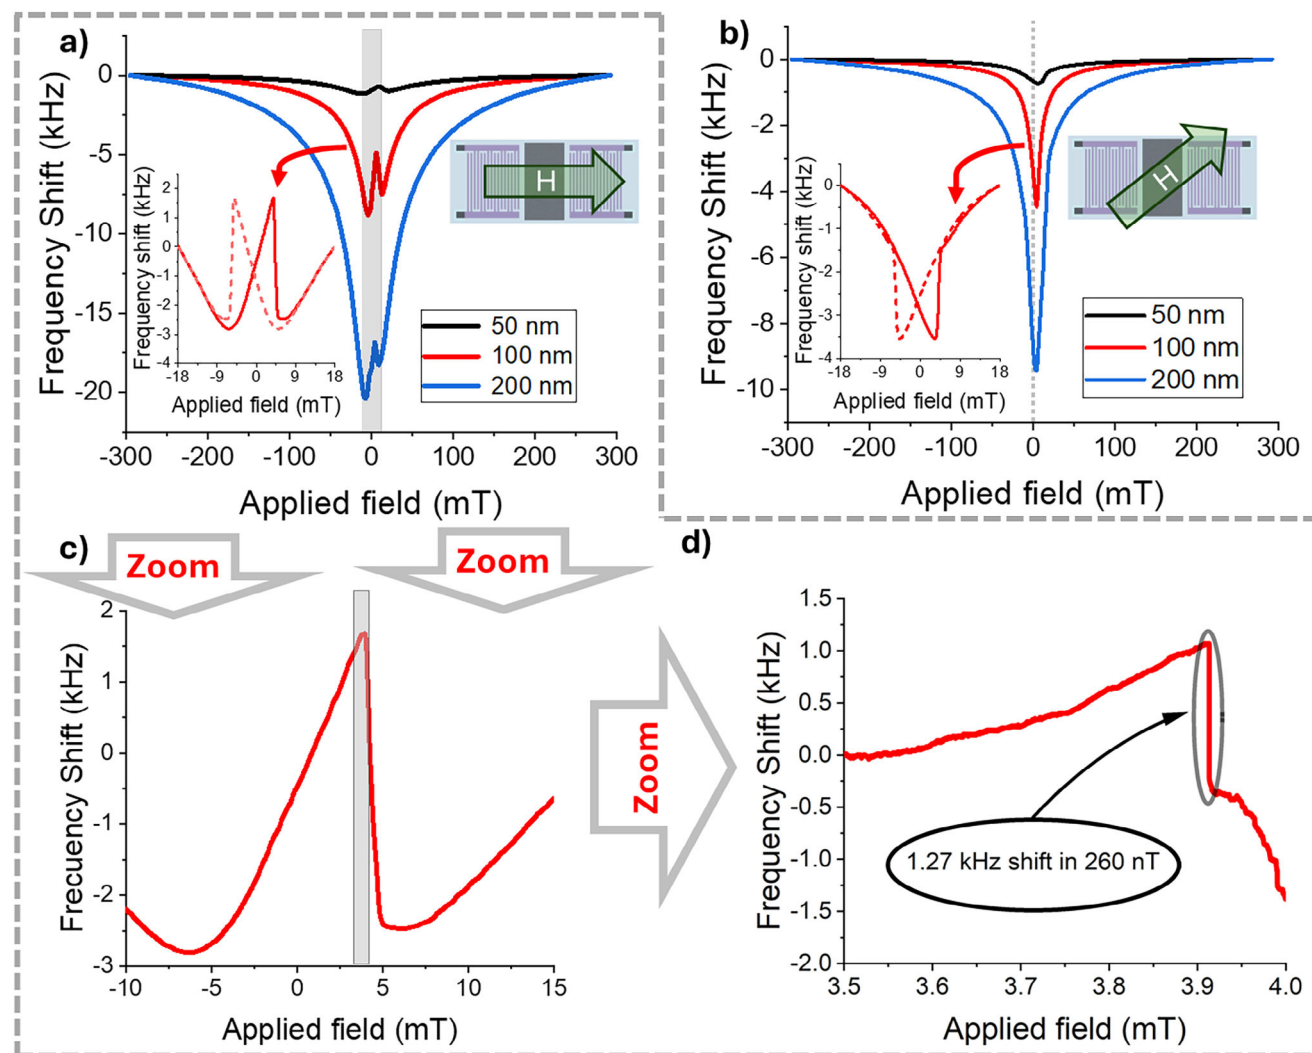 a)
Frequency Shift (kHz)
0
-5
-10
-15
-20
-300
-200
-100
0
100
200
300
Applied field (mT)
H
50 nm
100 nm
200 nm
Frequency shift (kHz)
2
1
0
-1
-2
-3
-4
-18
-9
0
9
18
Applied field (mT)
b)
Frequency Shift (kHz)
0
-2
-4
-6
-8
-10
-300
-200
-100
0
100
200
300
Applied field (mT)
H
50 nm
100 nm
200 nm
Frequency shift (kHz)
0
-1
-2
-3
-4
-18
-9
0
9
18
Applied field (mT)
c)
Zoom
Zoom
Frecuency Shift (kHz)
2
1
0
-1
-2
-3
-10
-5
0
5
10
15
Applied field (mT)
Zoom
d)
Frequency Shift (kHz)
1.5
1.0
0.5
0.0
-0.5
-1.0
-1.5
-2.0
1.27 kHz shift in 260 nT
3.5
3.6
3.7
3.8
3.9
4.0
Applied field (mT)